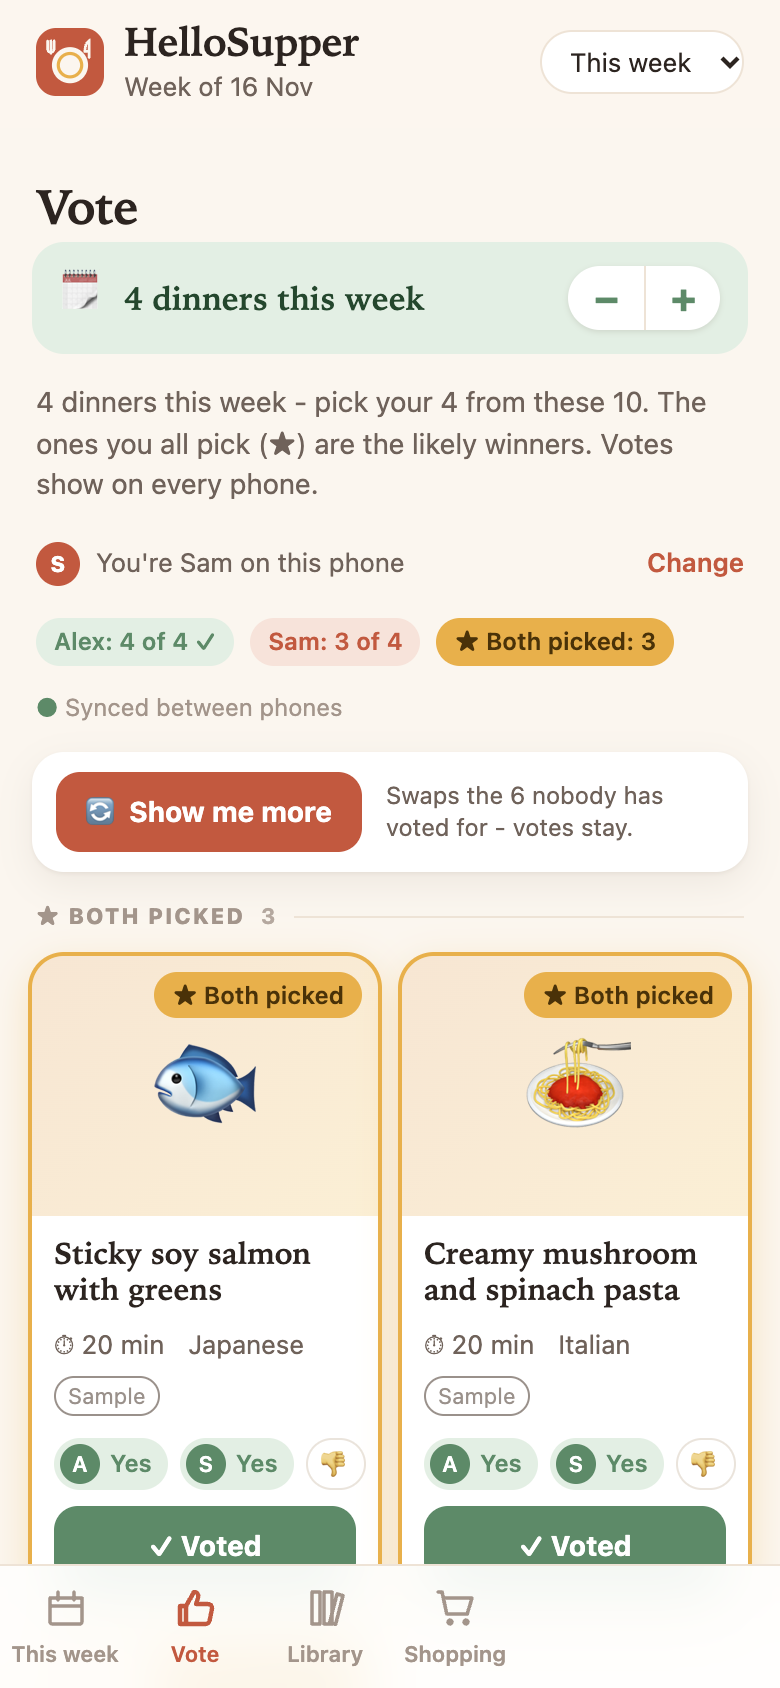 HelloSupper
Week of 16 Nov
This week
Vote
4 dinners this week
− +
4 dinners this week - pick your 4 from these 10. The
ones you all pick (★) are the likely winners. Votes
show on every phone.
S You're Sam on this phone
Change
Alex: 4 of 4 ✓
Sam: 3 of 4
★ Both picked: 3
Synced between phones
Show me more
Swaps the 6 nobody has
voted for - votes stay.
★ BOTH PICKED 3
★ Both picked
Sticky soy salmon
with greens
20 min Japanese
Sample
A Yes S Yes
✓ Voted
★ Both picked
Creamy mushroom
and spinach pasta
20 min Italian
Sample
A Yes S Yes
✓ Voted
This week
Vote
Library
Shopping